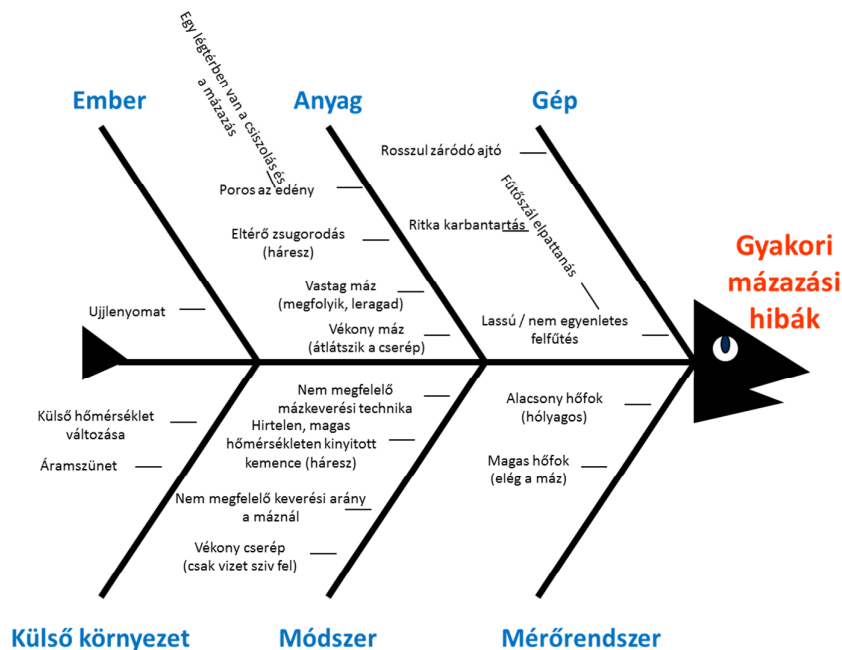 Egy légtérben van a csiszolás és
a mázazás
Ember
Anyag
Gép
Rosszul záródó ajtó
Poros az edény
Fűtőszál elpattanás
Ritka karbantartás
Eltérő zsugorodás
(háresz)
Gyakori
mázazási
hibák
Vastag máz
(megfolyik, leragad)
Ujjlenyomat
Vékony máz
(átlátszik a cserép)
Lassú / nem egyenletes
felfűtés
Külső hőmérséklet
változása
Nem megfelelő
mázkeverési technika
Alacsony hőfok
(hólyagos)
Hirtelen, magas
hőmérsékleten kinyitott
kemence (háresz)
Áramszünet
Magas hőfok
(elég a máz)
Nem megfelelő keverési arány
a máznál
Vékony cserép
(csak vizet sziv fel)
Külső környezet
Módszer
Mérőrendszer